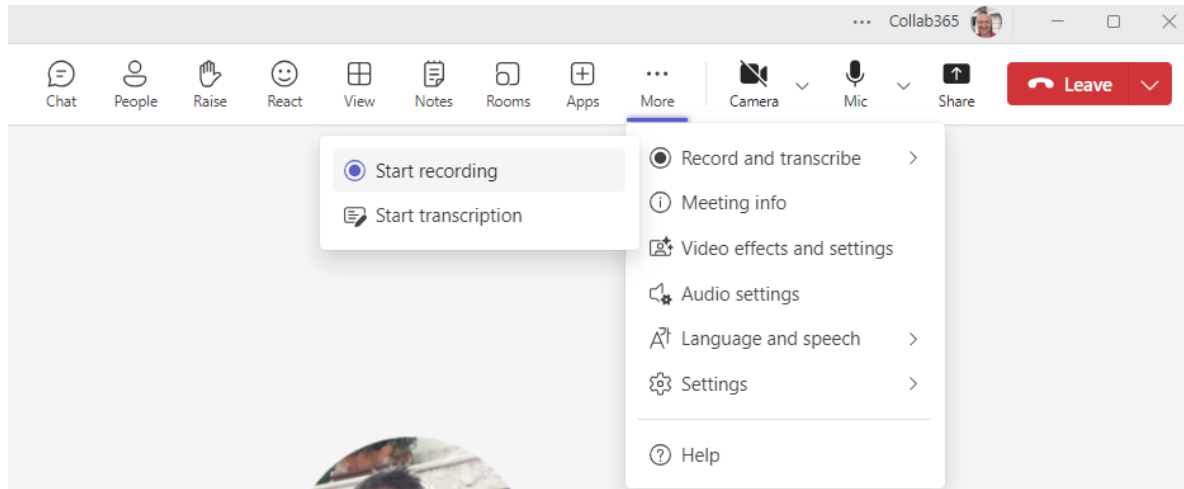 Collab365
Chat People Raise React View Notes Rooms Apps More Camera Mic Share Leave
Start recording
Start transcription
Record and transcribe
Meeting info
Video effects and settings
Audio settings
Language and speech
Settings
Help